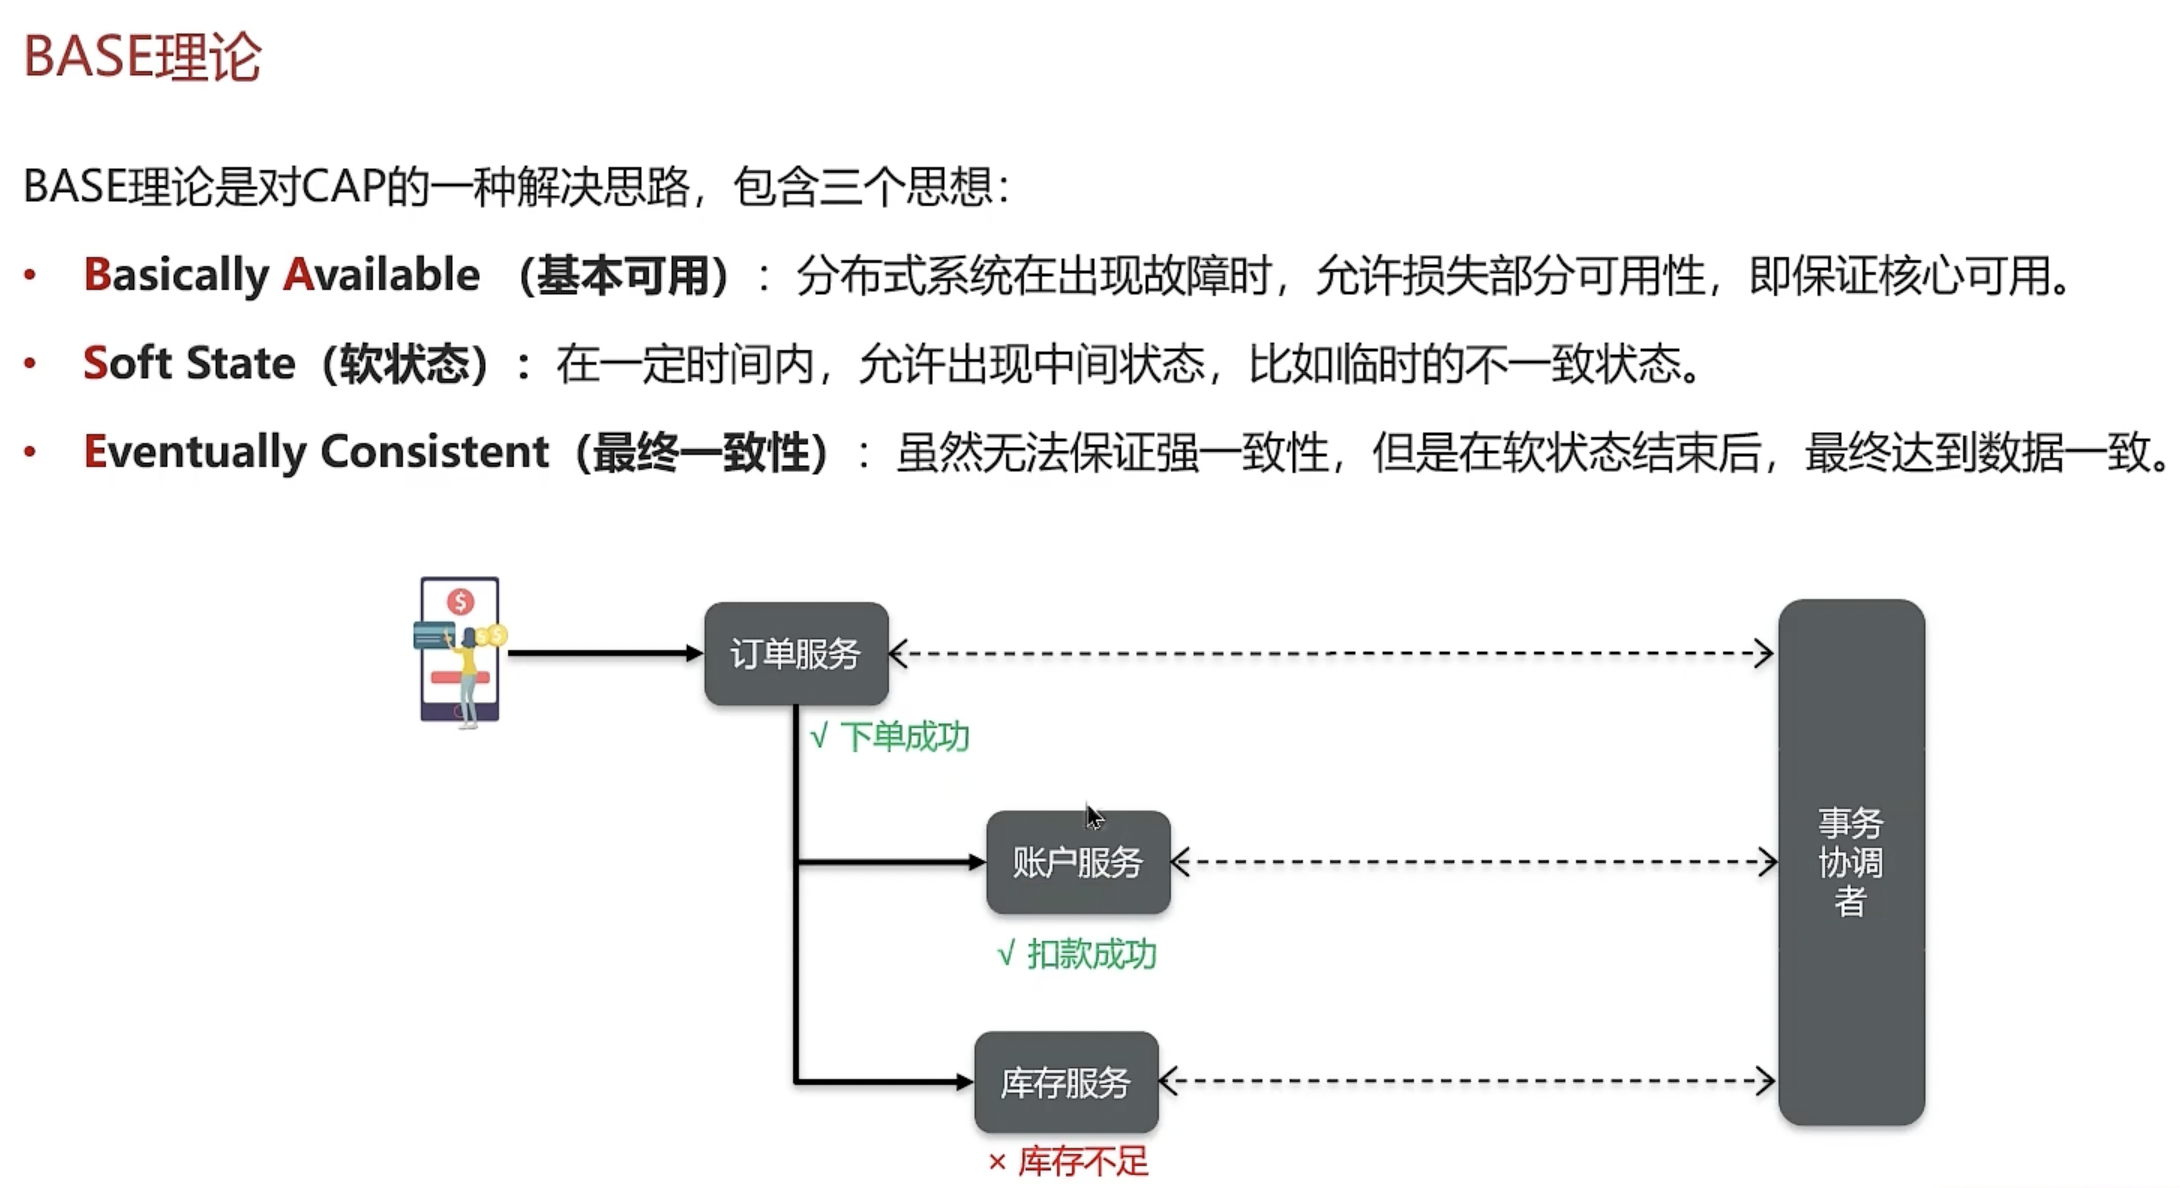 BASE理论
BASE理论是对CAP的一种解决思路，包含三个思想：
• Basically Available （基本可用）：分布式系统在出现故障时，允许损失部分可用性，即保证核心可用。
• Soft State（软状态）：在一定时间内，允许出现中间状态，比如临时的不一致状态。
• Eventually Consistent（最终一致性）：虽然无法保证强一致性，但是在软状态结束后，最终达到数据一致。
$
$ $
订单服务
√ 下单成功
账户服务
√ 扣款成功
库存服务
× 库存不足
事务
协调
者